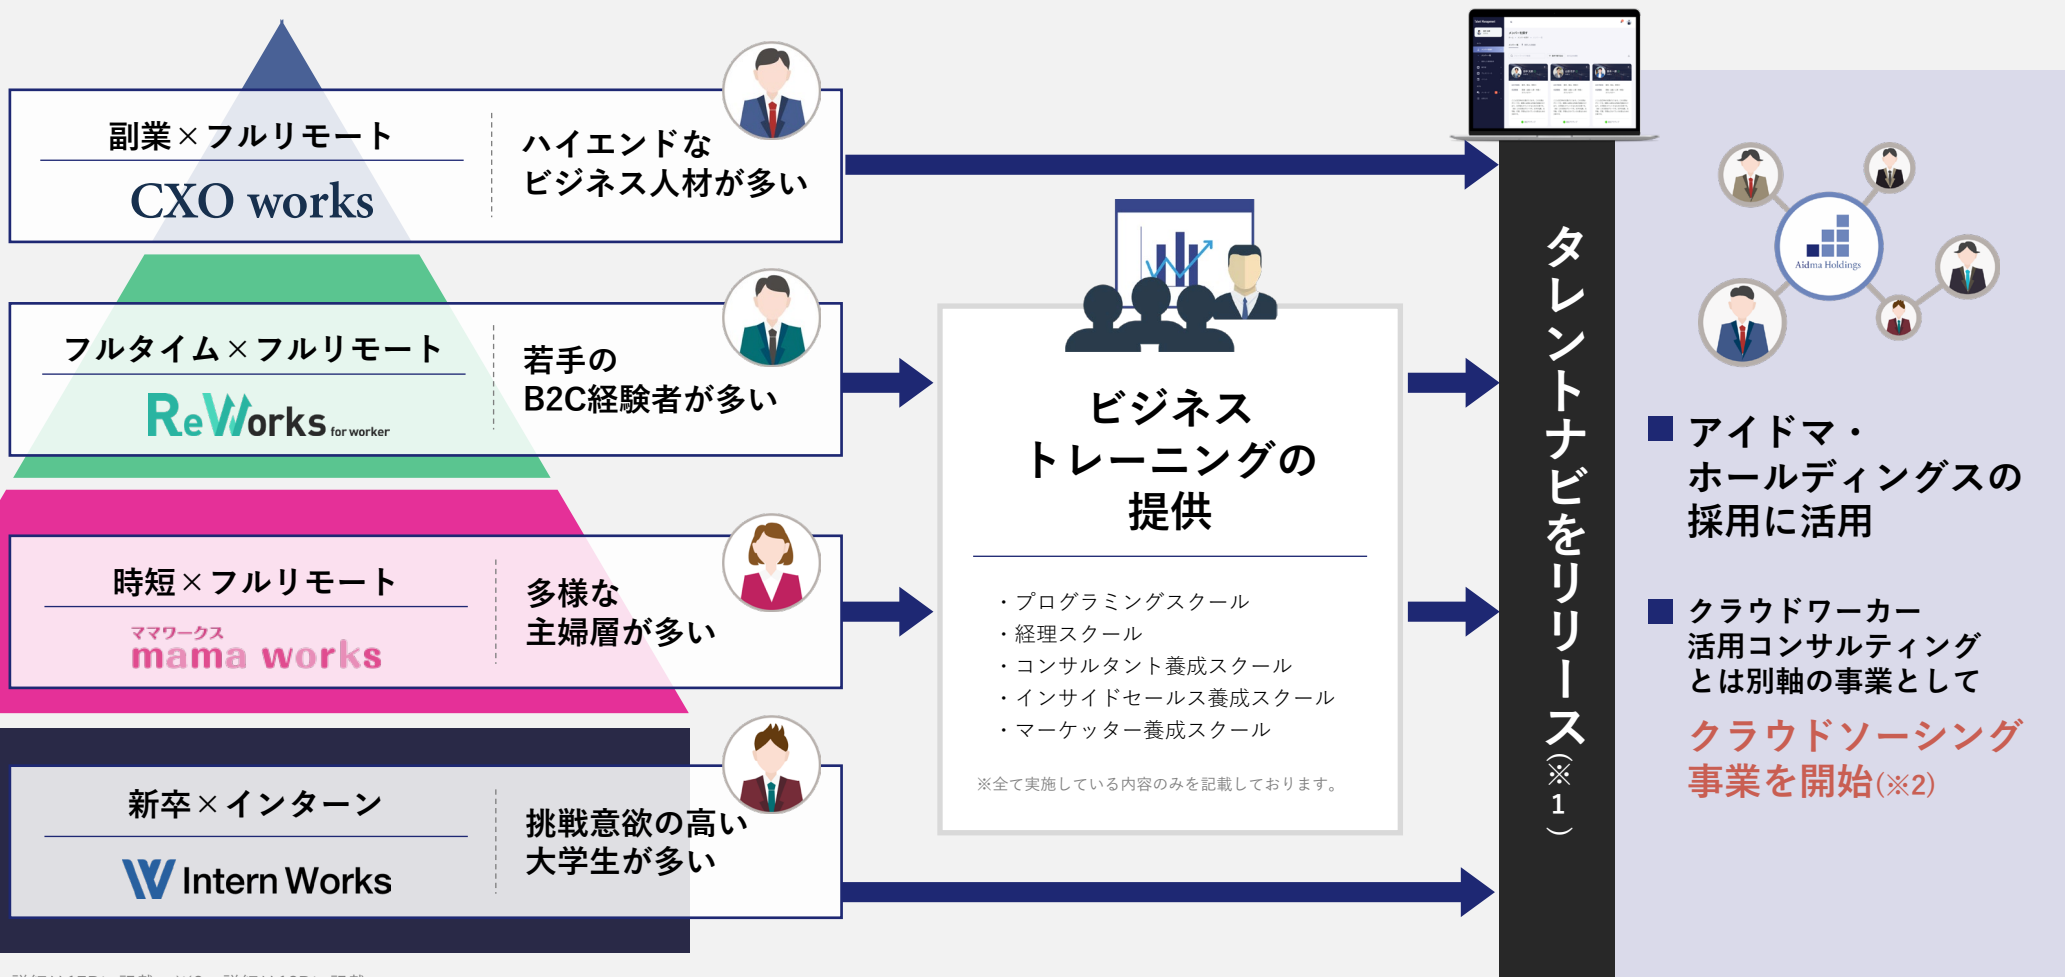 副業×フルリモート
CXO works
ハイエンドな
ビジネス人材が多い
フルタイム×フルリモート
ReWorks for worker
若手の
B2C経験者が多い
時短×フルリモート
ママワークス
mama works
多様な
主婦層が多い
新卒×インターン
Intern Works
挑戦意欲の高い
大学生が多い
ビジネス
トレーニングの
提供
・プログラミングスクール
・経理スクール
・コンサルタント養成スクール
・インサイドセールス養成スクール
・マーケッター養成スクール
※全て実施している内容のみを記載しております。
タレントナビをリリース(※1)
Aidma Holdings
アイドマ・
ホールディングスの
採用に活用
クラウドワーカー
活用コンサルティング
とは別軸の事業として
クラウドソーシング
事業を開始(※2)